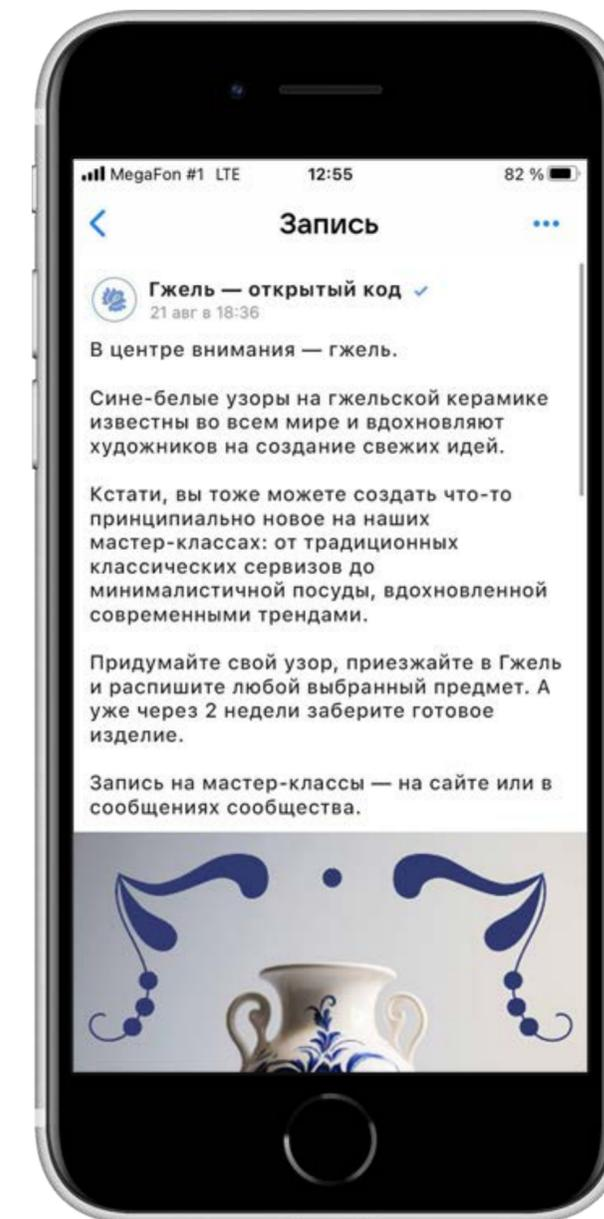 MegaFon #1 LTE 12:55 82 %
Запись
Гжель — открытый код
21 авг в 18:36
В центре внимания — гжель.
Сине-белые узоры на гжельской керамике
известны во всем мире и вдохновляют
художников на создание свежих идей.
Кстати, вы тоже можете создать что-то
принципиально новое на наших
мастер-классах: от традиционных
классических сервизов до
минималистичной посуды, вдохновленной
современными трендами.
Придумайте свой узор, приезжайте в Гжель
и распишите любой выбранный предмет. А
уже через 2 недели заберите готовое
изделие.
Запись на мастер-классы — на сайте или в
сообщениях сообщества.